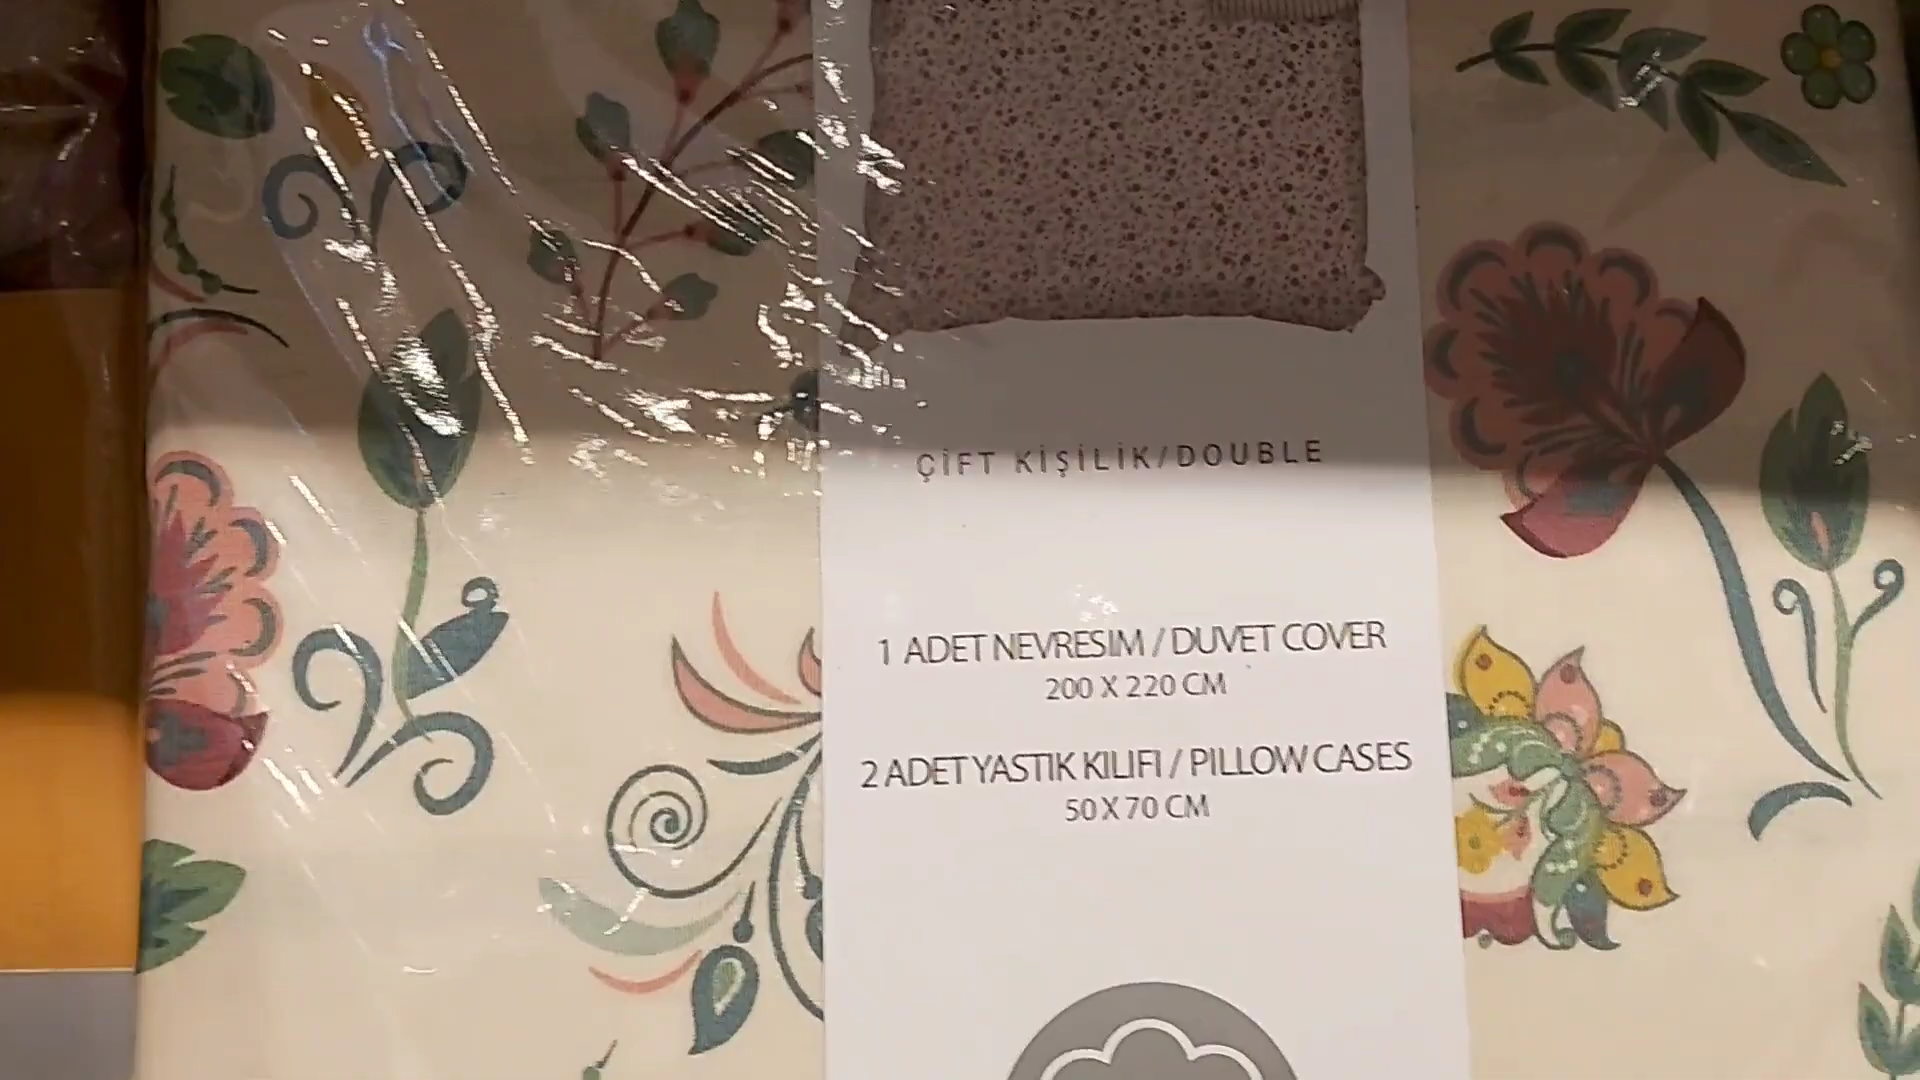 ÇİFT KİŞİLİK/DOUBLE
1 ADET NEVRESIM / DUVET COVER
200 X 220 CM
2 ADET YASTIK KILIFI / PILLOW CASES
50 X 70 CM